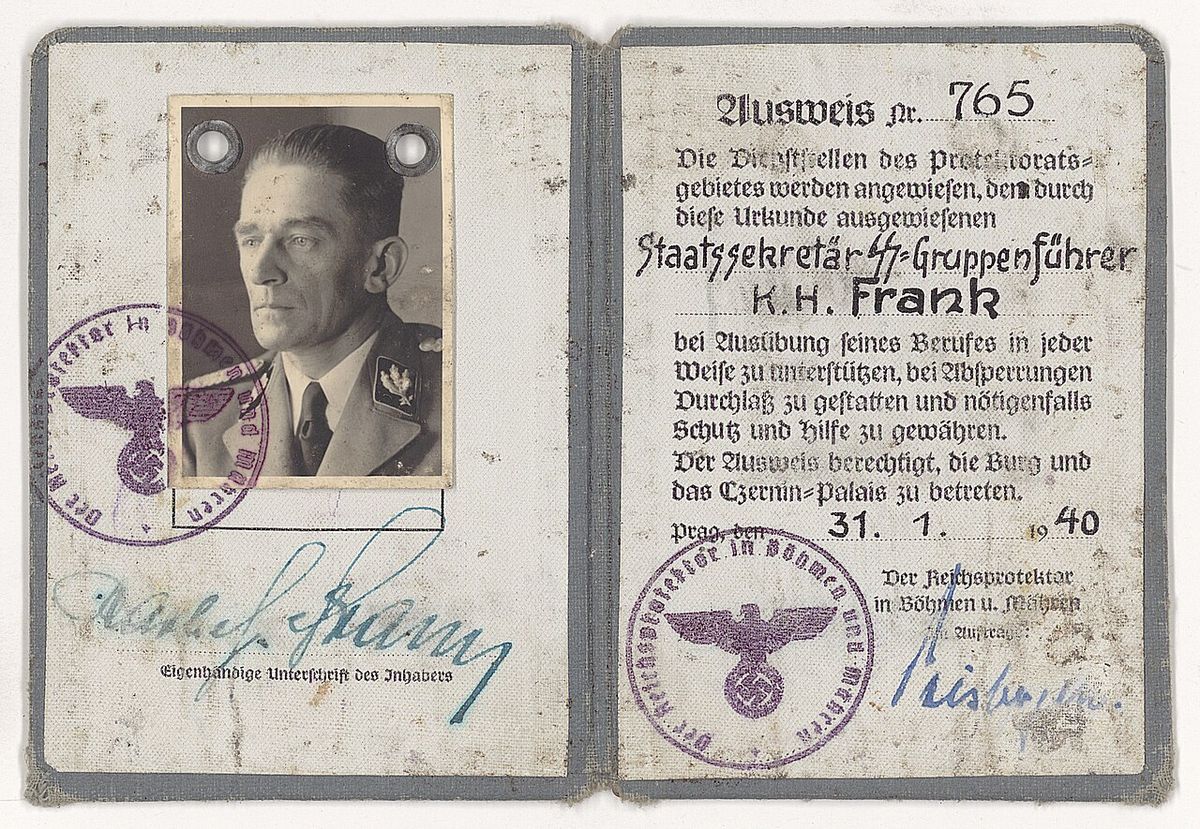 Der Reichsprotektor in Böhmen und Mähren
Eigenhändige Unterschrift des Inhabers
Ausweis Nr. 765
Die Dienststellen des Protektorats=
gebietes werden angewiesen, dem durch
diese Urkunde ausgewiesenen
Staatssekretär SS=Gruppenführer
K.H. Frank
bei Ausübung seines Berufes in jeder
Weise zu unterstützen, bei Absperrungen
Durchlaß zu gestatten und nötigenfalls
Schutz und Hilfe zu gewähren.
Der Ausweis berechtigt, die Burg und
das Czernin=Palais zu betreten.
Prag, den 31. 1. 1940
Der Reichsprotektor
in Böhmen u. Mähren
Im Auftrage:
Der Reichsprotektor in Böhmen und Mähren